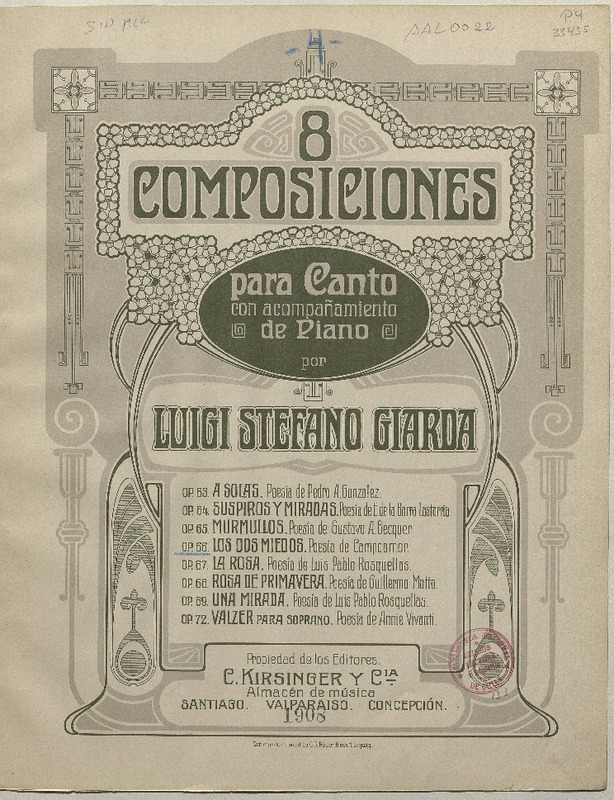 AAL0022
P.4
33435
8
COMPOSICIONES
para Canto
con acompañamiento
de Piano
por
LUIGI STEFANO GIARDA
OP. 63. A SOLAS. Poesía de Pedro A. Gonzalez.
OP. 64. SUSPIROS Y MIRADAS. Poesía de E. de la Barra Lastarria.
OP. 65 MURMULLOS. Poesía de Gustavo A. Becquer
OP. 66. LOS DOS MIEDOS. Poesía de Campoamor
OP. 67. LA ROSA. Poesía de Luis Pablo Rosquellas.
OP. 68. ROSA DE PRIMAVERA. Poesía de Guillermo Matta.
OP. 69. UNA MIRADA. Poesía de Luis Pablo Rosquellas.
OP. 72. VALZER PARA SOPRANO. Poesía de Annie Vivanti.
Propiedad de los Editores.
C. KIRSINGER Y CIA
Almacén de música
SANTIAGO. VALPARAISO. CONCEPCIÓN.
1908